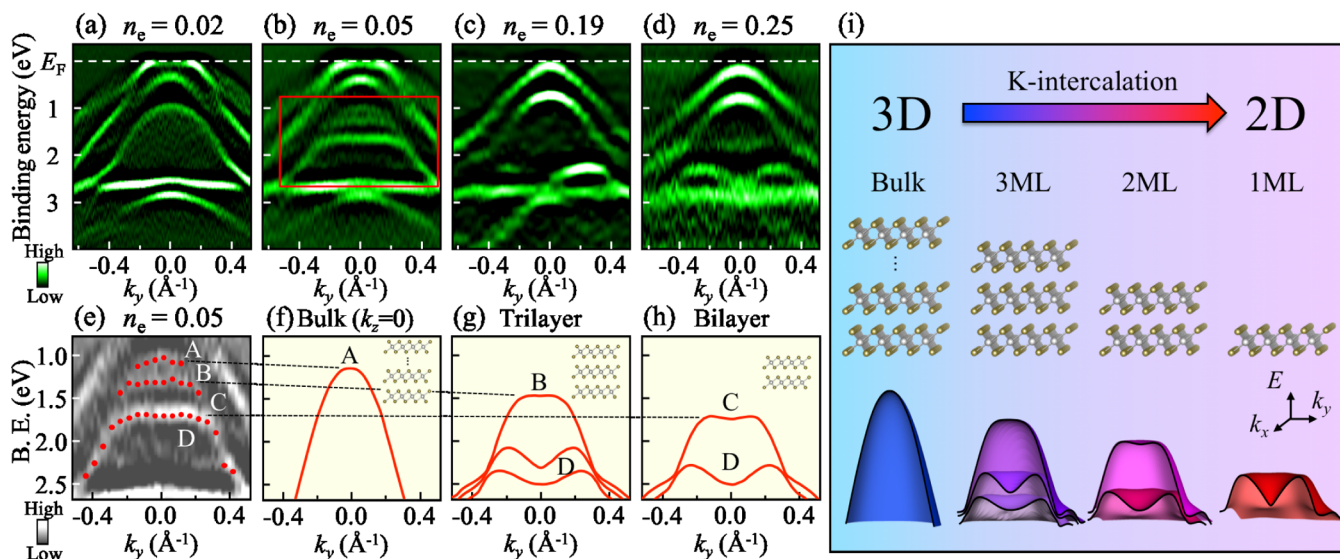 (a) nₑ = 0.02
(b) nₑ = 0.05
(c) nₑ = 0.19
(d) nₑ = 0.25
Binding energy (eV)
E_F
1
2
3
High
Low
−0.4 0.0 0.4
k_y (Å⁻¹)
−0.4 0.0 0.4
k_y (Å⁻¹)
−0.4 0.0 0.4
k_y (Å⁻¹)
−0.4 0.0 0.4
k_y (Å⁻¹)
(e) nₑ = 0.05
(f) Bulk (k_z=0)
(g) Trilayer
(h) Bilayer
B. E. (eV)
1.0
1.5
2.0
2.5
A
B
C
D
A
B
D
C
D
High
Low
−0.4 0.0 0.4
k_y (Å⁻¹)
−0.4 0.0 0.4
k_y (Å⁻¹)
−0.4 0.0 0.4
k_y (Å⁻¹)
−0.4 0.0 0.4
k_y (Å⁻¹)
(i)
K-intercalation
3D 2D
Bulk 3ML 2ML 1ML
E
k_y
k_x